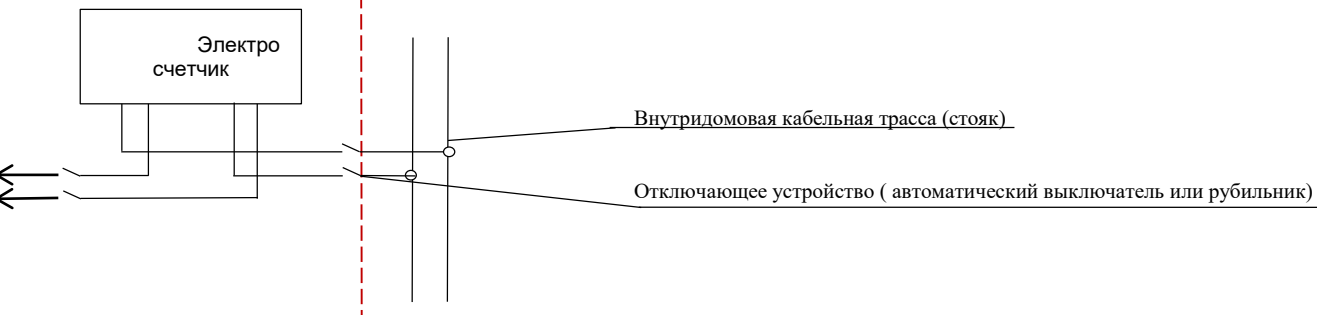 Электро
счетчик
Внутридомовая кабельная трасса (стояк)
Отключающее устройство ( автоматический выключатель или рубильник)